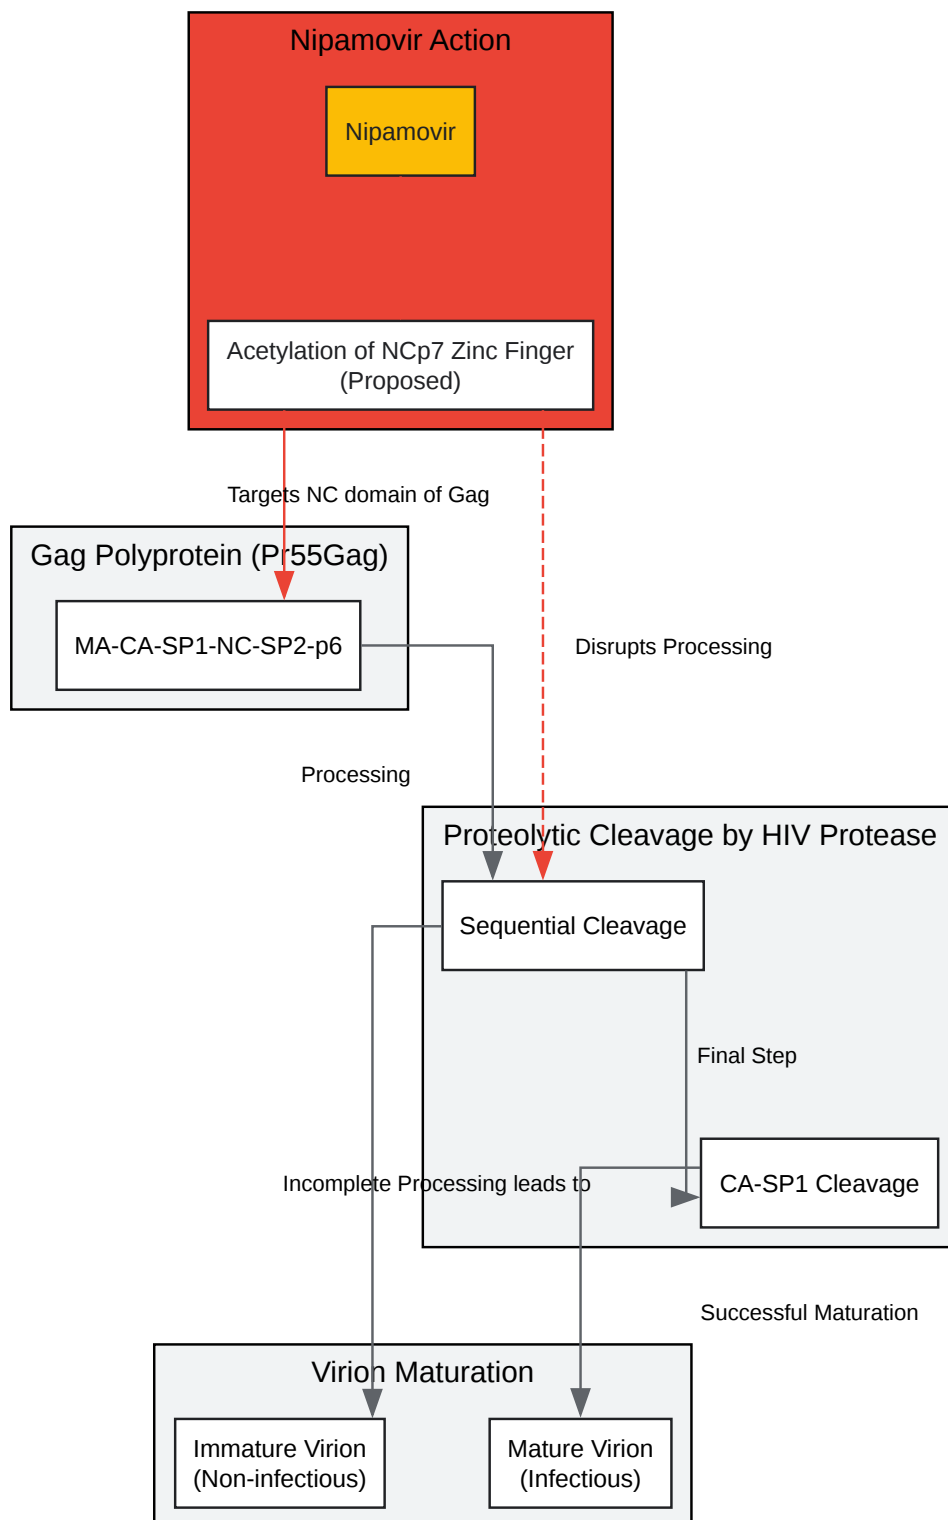 Nipamovir Action
Nipamovir
Acetylation of NCp7 Zinc Finger
(Proposed)
Targets NC domain of Gag
Gag Polyprotein (Pr55Gag)
MA-CA-SP1-NC-SP2-p6
Disrupts Processing
Processing
Proteolytic Cleavage by HIV Protease
Sequential Cleavage
Final Step
Incomplete Processing leads to
CA-SP1 Cleavage
Successful Maturation
Virion Maturation
Immature Virion
(Non-infectious)
Mature Virion
(Infectious)